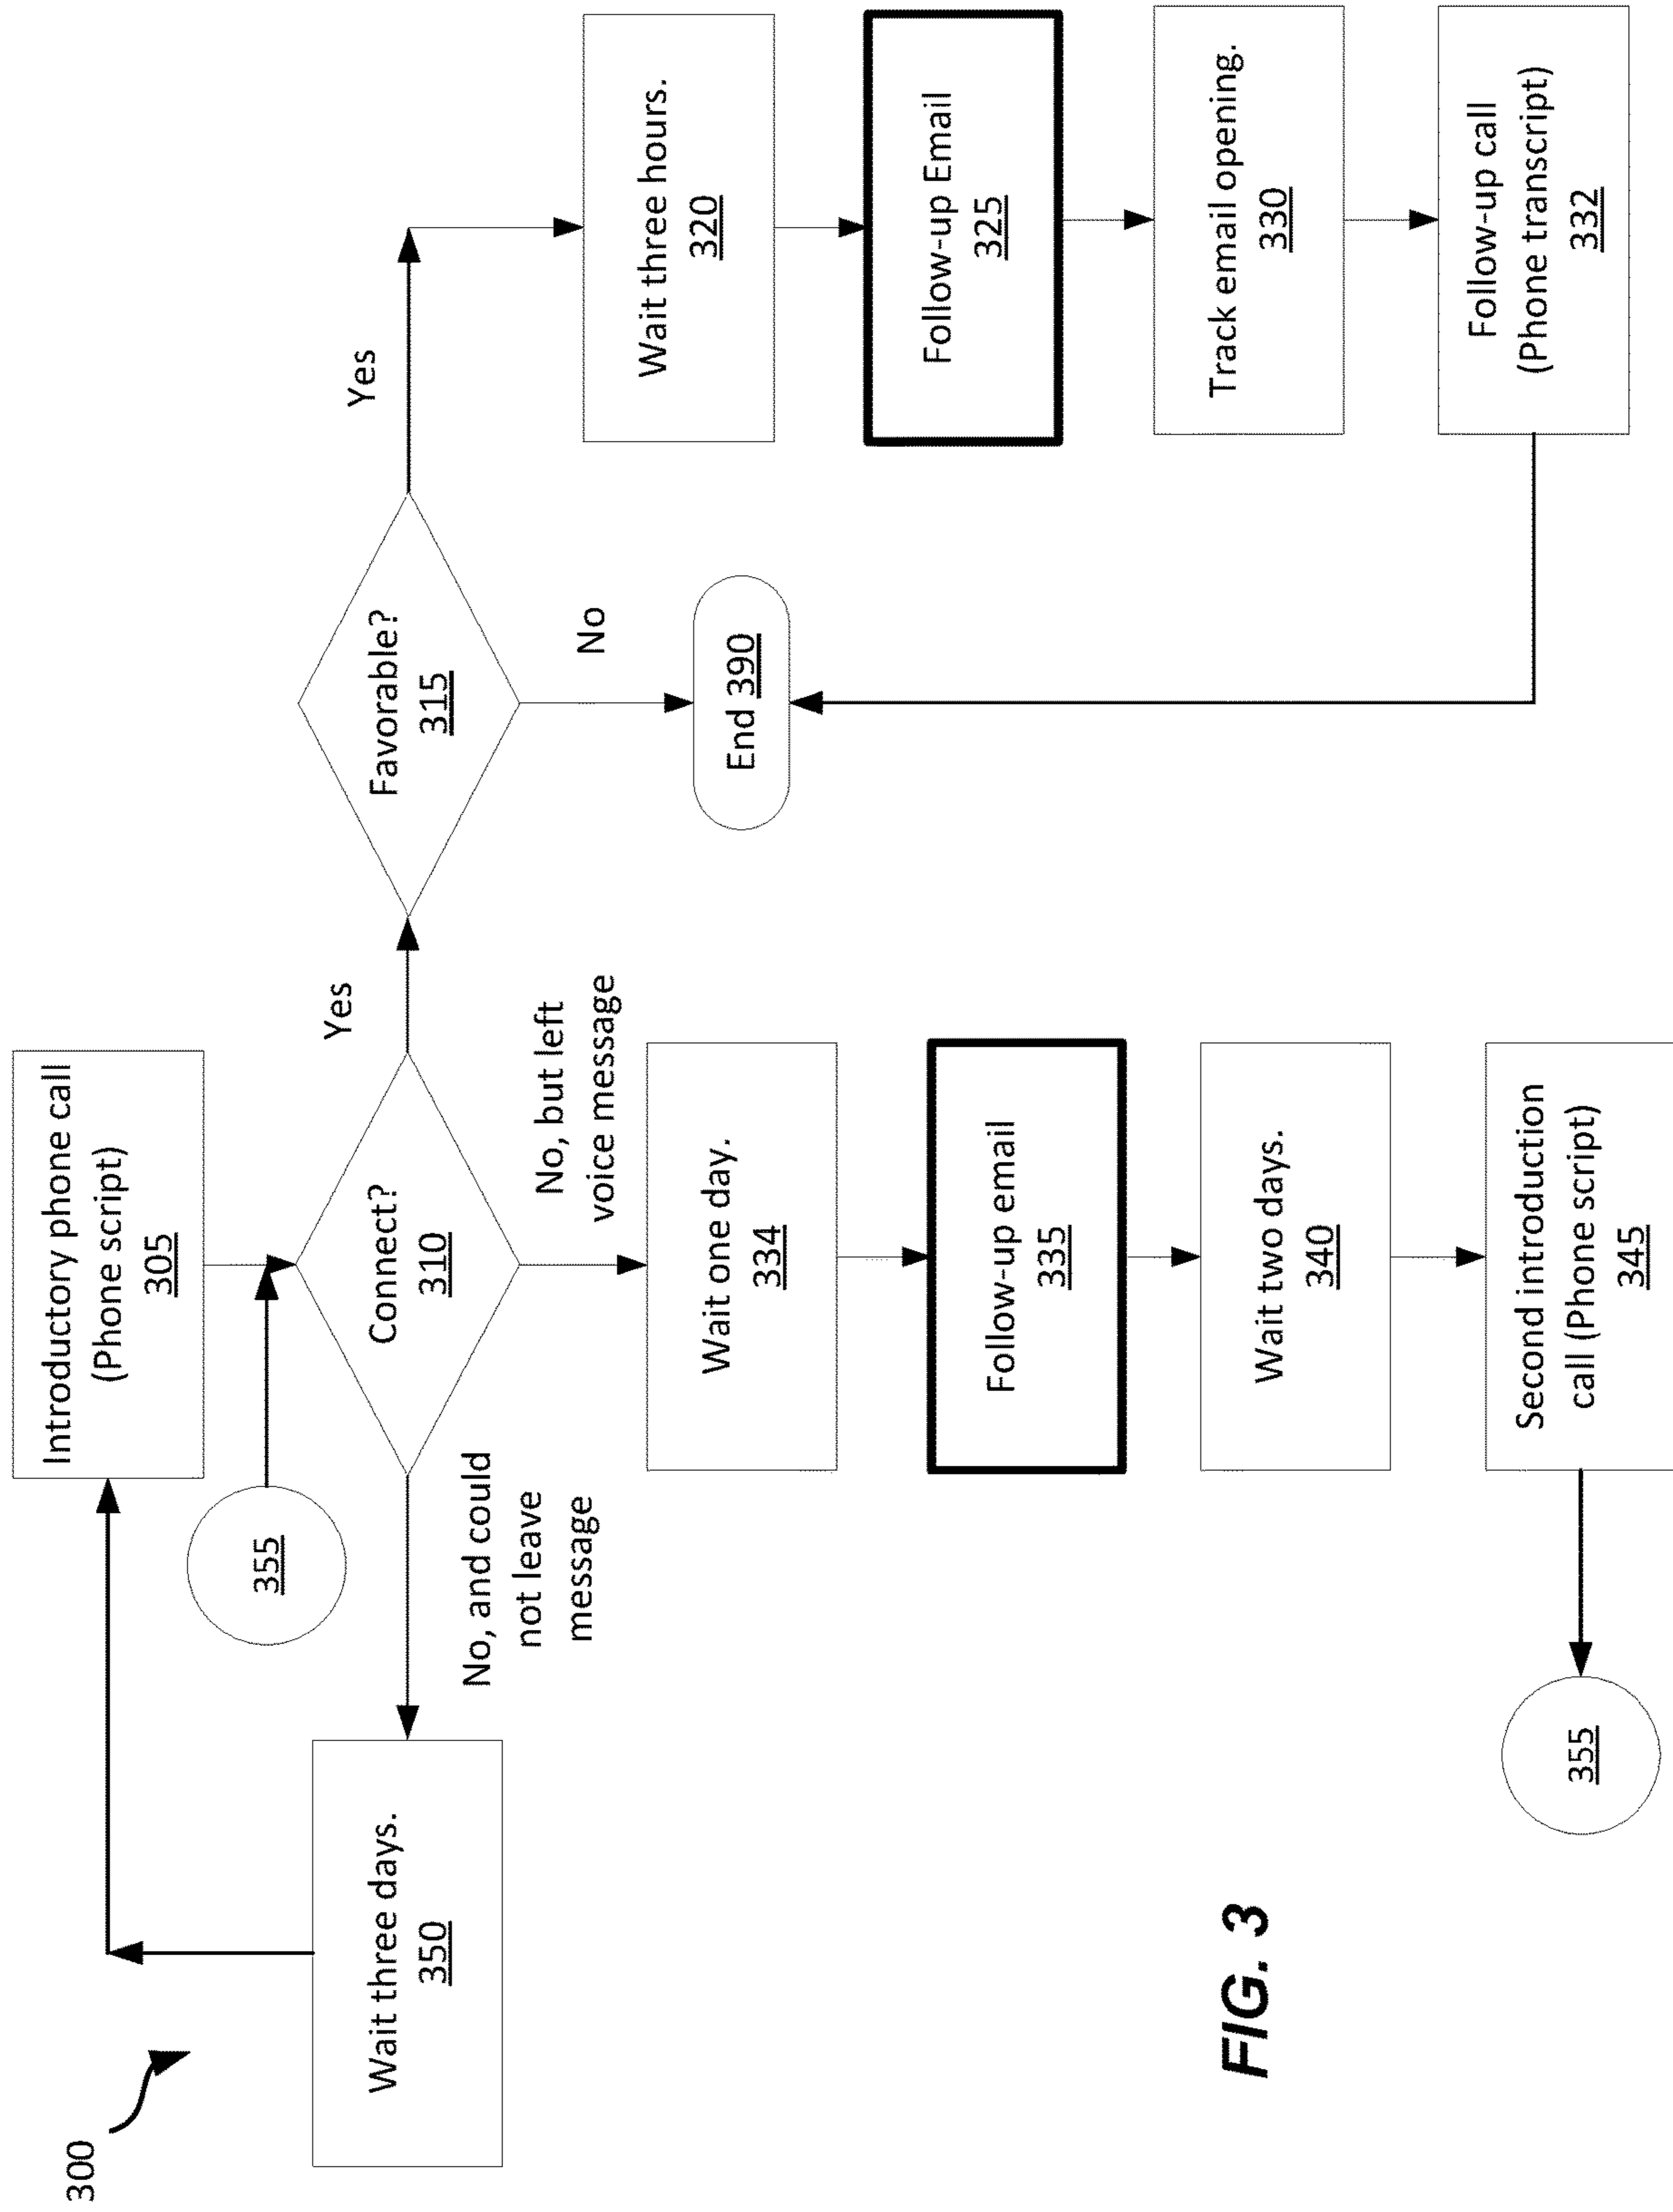 300
Introductory phone call
(Phone script)
305
355
Wait three days.
350
No, and could
not leave
message
Connect?
310
Yes
Favorable?
315
Yes
No, but left
voice message
No
End 390
Wait three hours.
320
Wait one day.
334
Follow-up Email
325
Follow-up email
335
Track email opening.
330
Wait two days.
340
Follow-up call
(Phone transcript)
332
Second introduction
call (Phone script)
345
355
FIG. 3